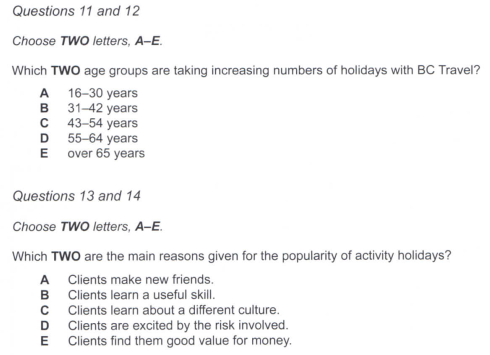 Questions 11 and 12
Choose TWO letters, A–E.
Which TWO age groups are taking increasing numbers of holidays with BC Travel?
A 16–30 years
B 31–42 years
C 43–54 years
D 55–64 years
E over 65 years
Questions 13 and 14
Choose TWO letters, A–E.
Which TWO are the main reasons given for the popularity of activity holidays?
A Clients make new friends.
B Clients learn a useful skill.
C Clients learn about a different culture.
D Clients are excited by the risk involved.
E Clients find them good value for money.